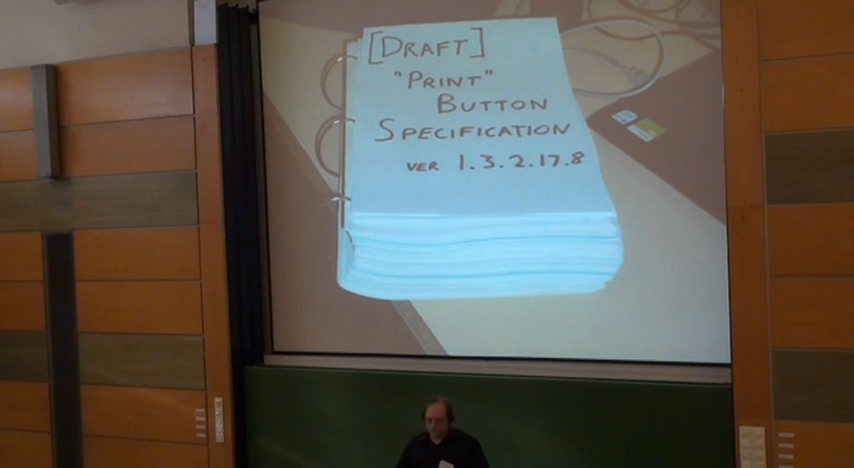 [DRAFT]
"PRINT"
BUTTON
SPECIFICATION
VER 1.3.2.17.8